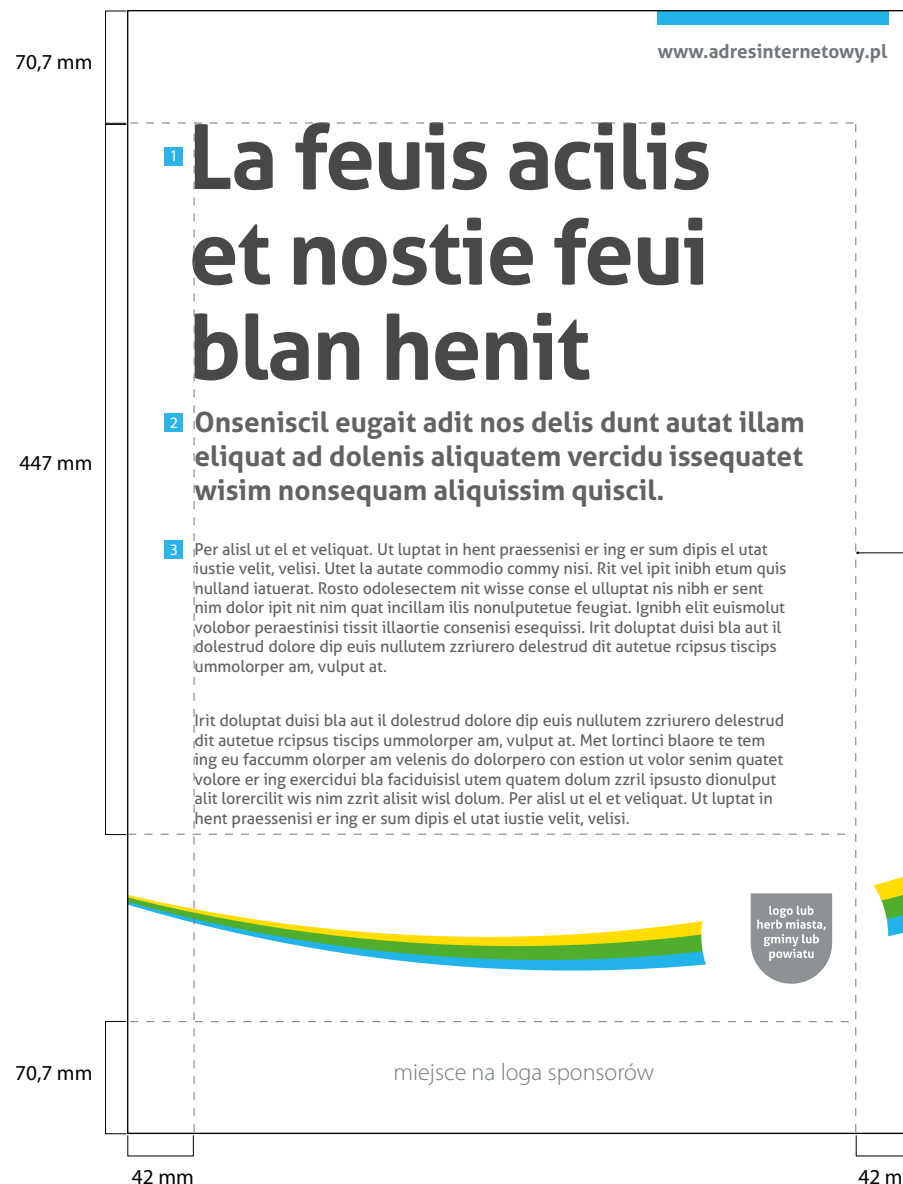 70,7 mm
www.adresinternetowy.pl
1
La feuis acilis
et nostie feui
blan henit
2
Onseniscil eugait adit nos delis dunt autat illam
eliquat ad dolenis aliquatem vercidu issequatet
wisim nonsequam aliquissim quiscil.
447 mm
3
Per alisl ut el et veliquat. Ut luptat in hent praessenisi er ing er sum dipis el utat
iustie velit, velisi. Utet la autate commodio commy nisi. Rit vel ipit inibh etum quis
nulland iatuerat. Rosto odolesectem nit wisse conse el ulluptat nis nibh er sent
nim dolor ipit nit nim quat incillam ilis nonulputetue feugiat. Ignibh elit euismolut
volobor peraestinisi tissit illaortie consenisi esequissi. Irit doluptat duisi bla aut il
dolestrud dolore dip euis nullutem zzriurero delestrud dit autetue rcipsus tiscips
ummolorper am, vulput at.
Irit doluptat duisi bla aut il dolestrud dolore dip euis nullutem zzriurero delestrud
dit autetue rcipsus tiscips ummolorper am, vulput at. Met lortinci blaore te tem
ing eu faccumm olorper am velenis do dolorpero con estion ut volor senim quatet
volore er ing exercidui bla faciduisisl utem quatem dolum zzril ipsusto dionulput
alit lorercilit wis nim zzrit alisit wisl dolum. Per alisl ut el et veliquat. Ut luptat in
hent praessenisi er ing er sum dipis el utat iustie velit, velisi.
logo lub
herb miasta,
gminy lub
powiatu
70,7 mm
miejsce na loga sponsorów
42 mm
42 m